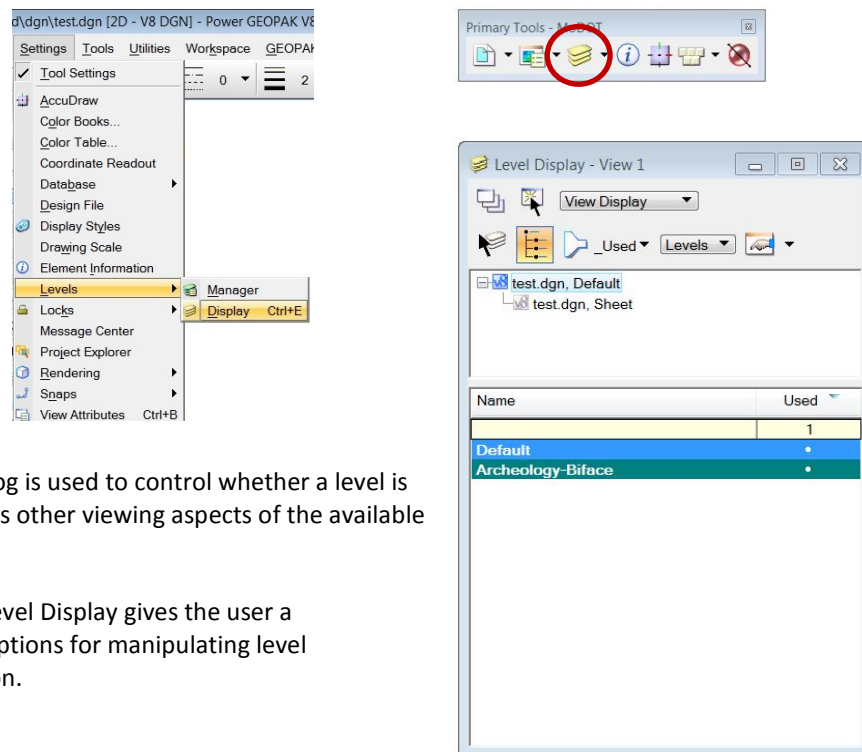 d\dgn\test.dgn [2D - V8 DGN] - Power GEOPAK V8
Settings Tools Utilities Workspace GEOPAK
Tool Settings
0 2
AccuDraw
Color Books...
Color Table...
Coordinate Readout
Database
Design File
Display Styles
Drawing Scale
Element Information
Levels
Locks
Message Center
Project Explorer
Rendering
Snaps
View Attributes Ctrl+B
Manager
Display Ctrl+E
Primary Tools - MoDOT
Level Display - View 1
View Display
_Used Levels
test.dgn, Default
test.dgn, Sheet
Name Used
1
Default
Archeology-Biface
og is used to control whether a level is
s other viewing aspects of the available
evel Display gives the user a
ptions for manipulating level
on.